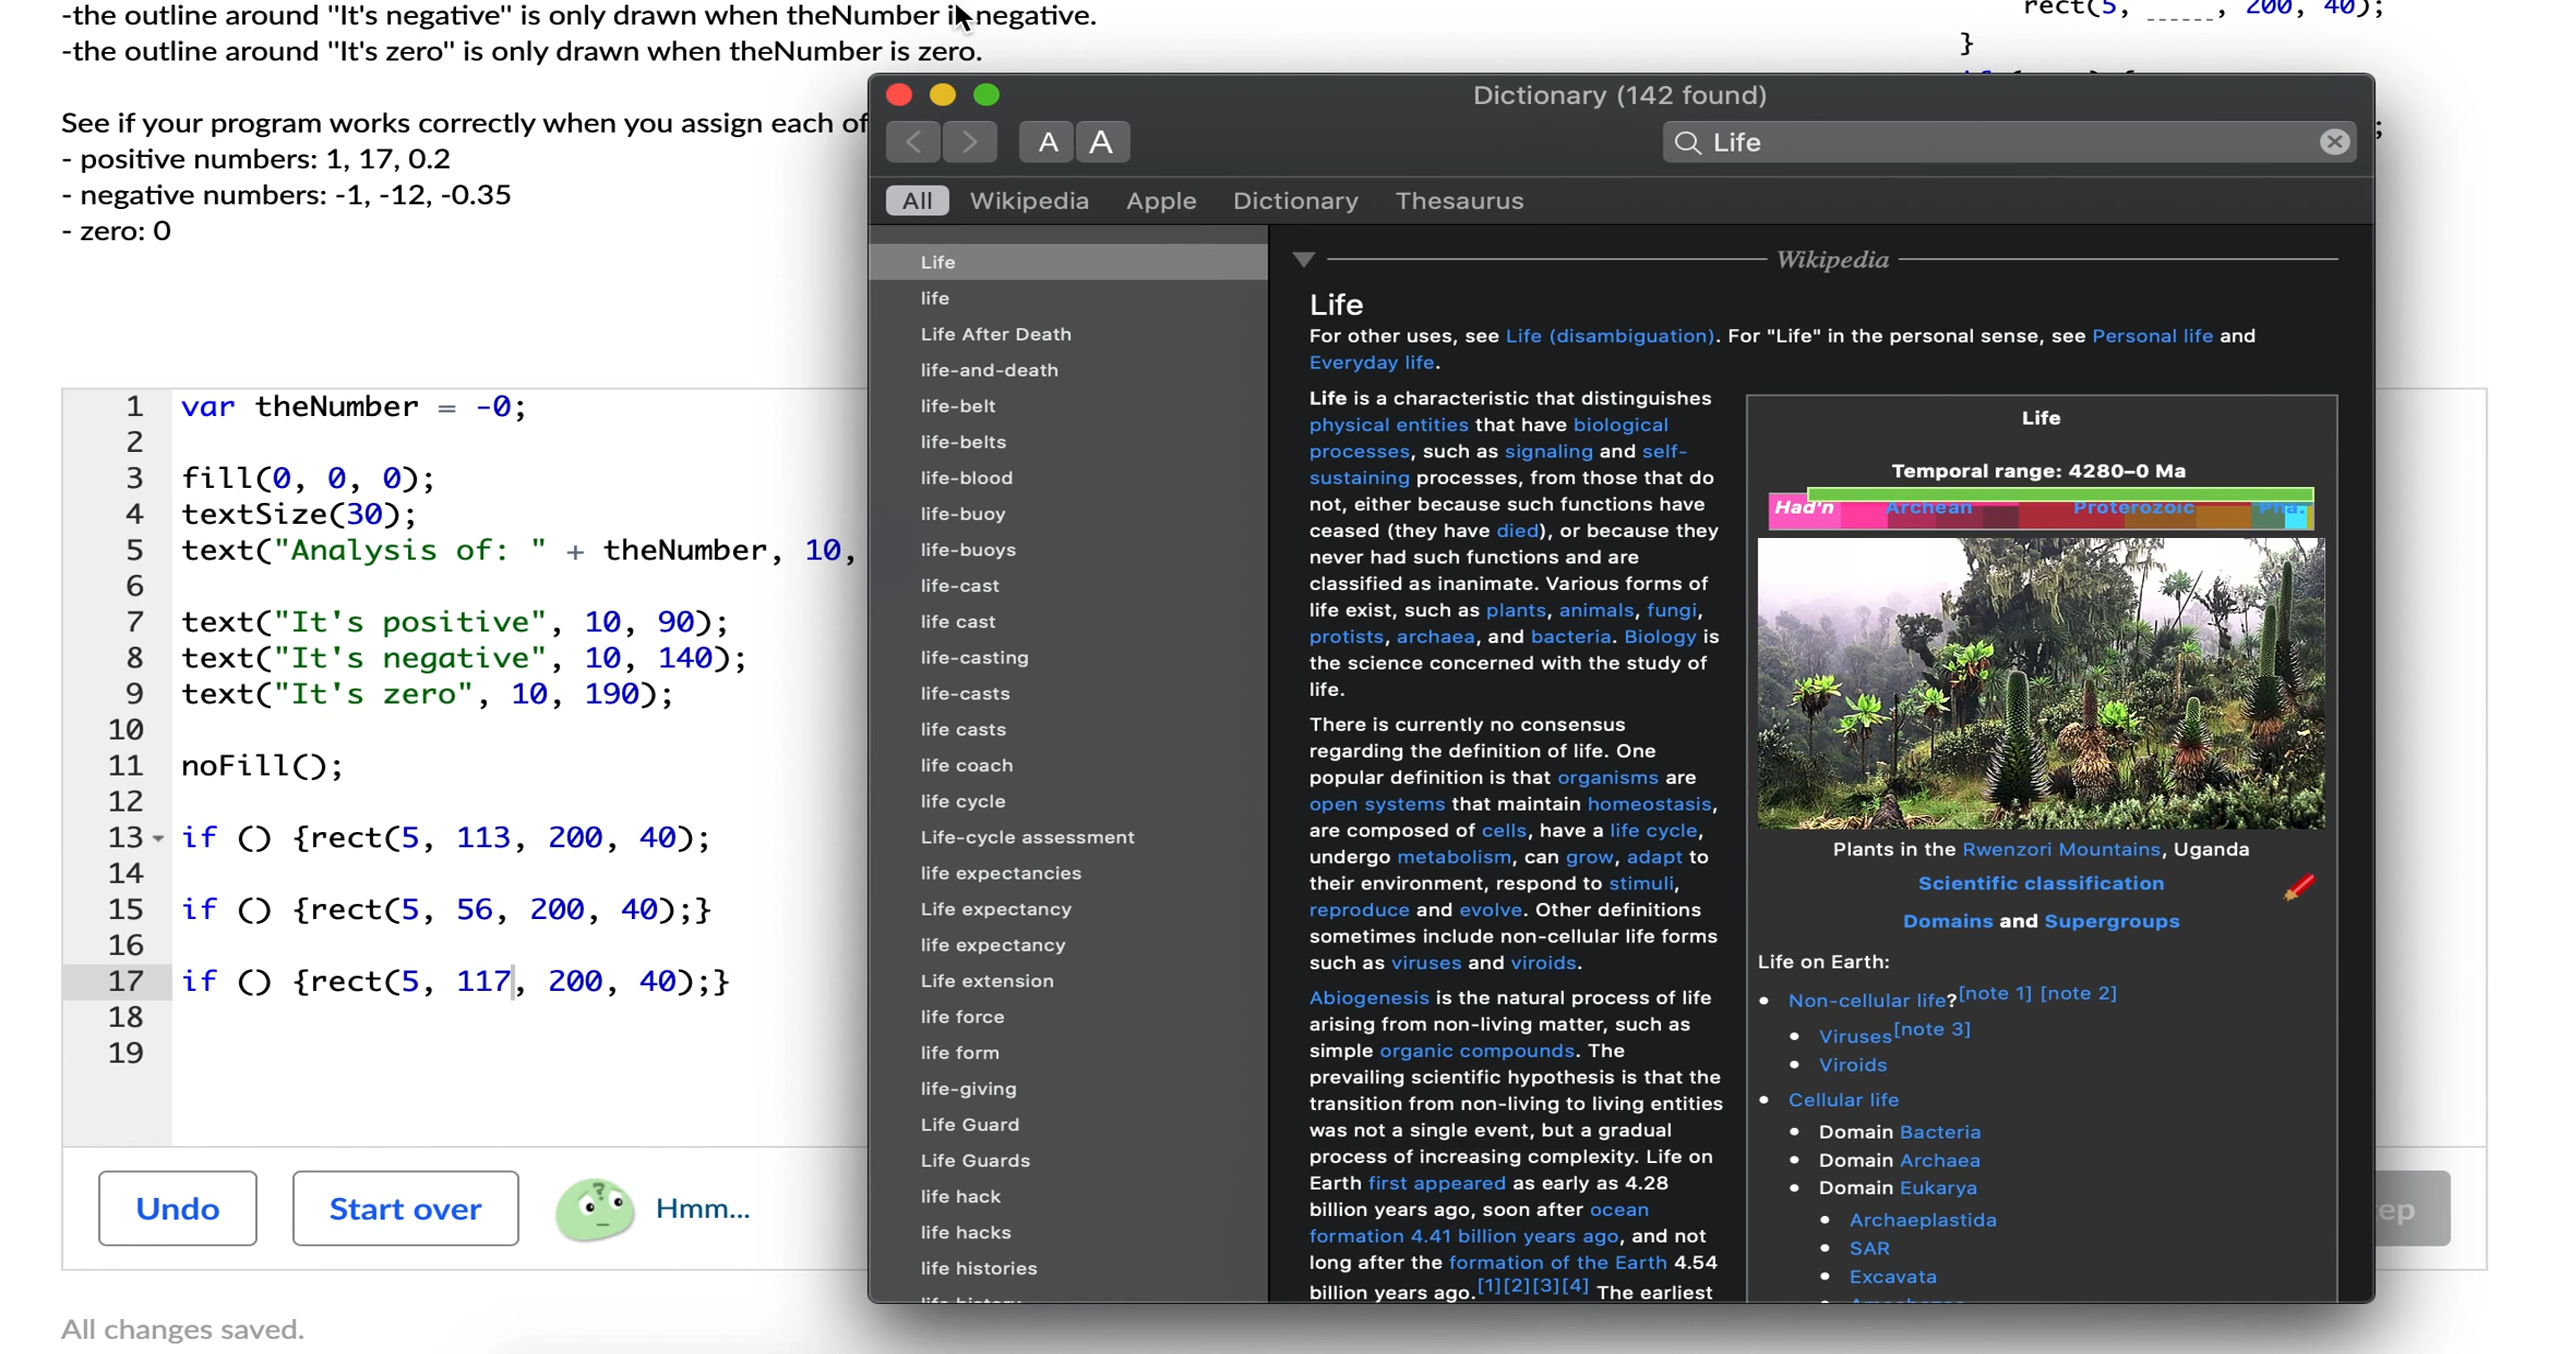 -the outline around "It's negative" is only drawn when theNumber is negative.
-the outline around "It's zero" is only drawn when theNumber is zero.
See if your program works correctly when you assign each of
- positive numbers: 1, 17, 0.2
- negative numbers: -1, -12, -0.35
- zero: 0
rect(5, ______, 200, 40);
}
;
1 var theNumber = -0;
2
3 fill(0, 0, 0);
4 textSize(30);
5 text("Analysis of: " + theNumber, 10,
6
7 text("It's positive", 10, 90);
8 text("It's negative", 10, 140);
9 text("It's zero", 10, 190);
10
11 noFill();
12
13 if () {rect(5, 113, 200, 40);
14
15 if () {rect(5, 56, 200, 40);}
16
17 if () {rect(5, 117, 200, 40);}
18
19
Undo
Start over
Hmm...
ep
All changes saved.
Dictionary (142 found)
A A
Life
All Wikipedia Apple Dictionary Thesaurus
Life
life
Life After Death
life-and-death
life-belt
life-belts
life-blood
life-buoy
life-buoys
life-cast
life cast
life-casting
life-casts
life casts
life coach
life cycle
Life-cycle assessment
life expectancies
Life expectancy
life expectancy
Life extension
life force
life form
life-giving
Life Guard
Life Guards
life hack
life hacks
life histories
life history
Wikipedia
Life
For other uses, see Life (disambiguation). For "Life" in the personal sense, see Personal life and
Everyday life.
Life is a characteristic that distinguishes
physical entities that have biological
processes, such as signaling and self-
sustaining processes, from those that do
not, either because such functions have
ceased (they have died), or because they
never had such functions and are
classified as inanimate. Various forms of
life exist, such as plants, animals, fungi,
protists, archaea, and bacteria. Biology is
the science concerned with the study of
life.
There is currently no consensus
regarding the definition of life. One
popular definition is that organisms are
open systems that maintain homeostasis,
are composed of cells, have a life cycle,
undergo metabolism, can grow, adapt to
their environment, respond to stimuli,
reproduce and evolve. Other definitions
sometimes include non-cellular life forms
such as viruses and viroids.
Abiogenesis is the natural process of life
arising from non-living matter, such as
simple organic compounds. The
prevailing scientific hypothesis is that the
transition from non-living to living entities
was not a single event, but a gradual
process of increasing complexity. Life on
Earth first appeared as early as 4.28
billion years ago, soon after ocean
formation 4.41 billion years ago, and not
long after the formation of the Earth 4.54
billion years ago.[1][2][3][4] The earliest
Life
Temporal range: 4280–0 Ma
Had'n Archean Proterozoic Pha.
Plants in the Rwenzori Mountains, Uganda
Scientific classification
Domains and Supergroups
Life on Earth:
• Non-cellular life?[note 1] [note 2]
• Viruses[note 3]
• Viroids
• Cellular life
• Domain Bacteria
• Domain Archaea
• Domain Eukarya
• Archaeplastida
• SAR
• Excavata